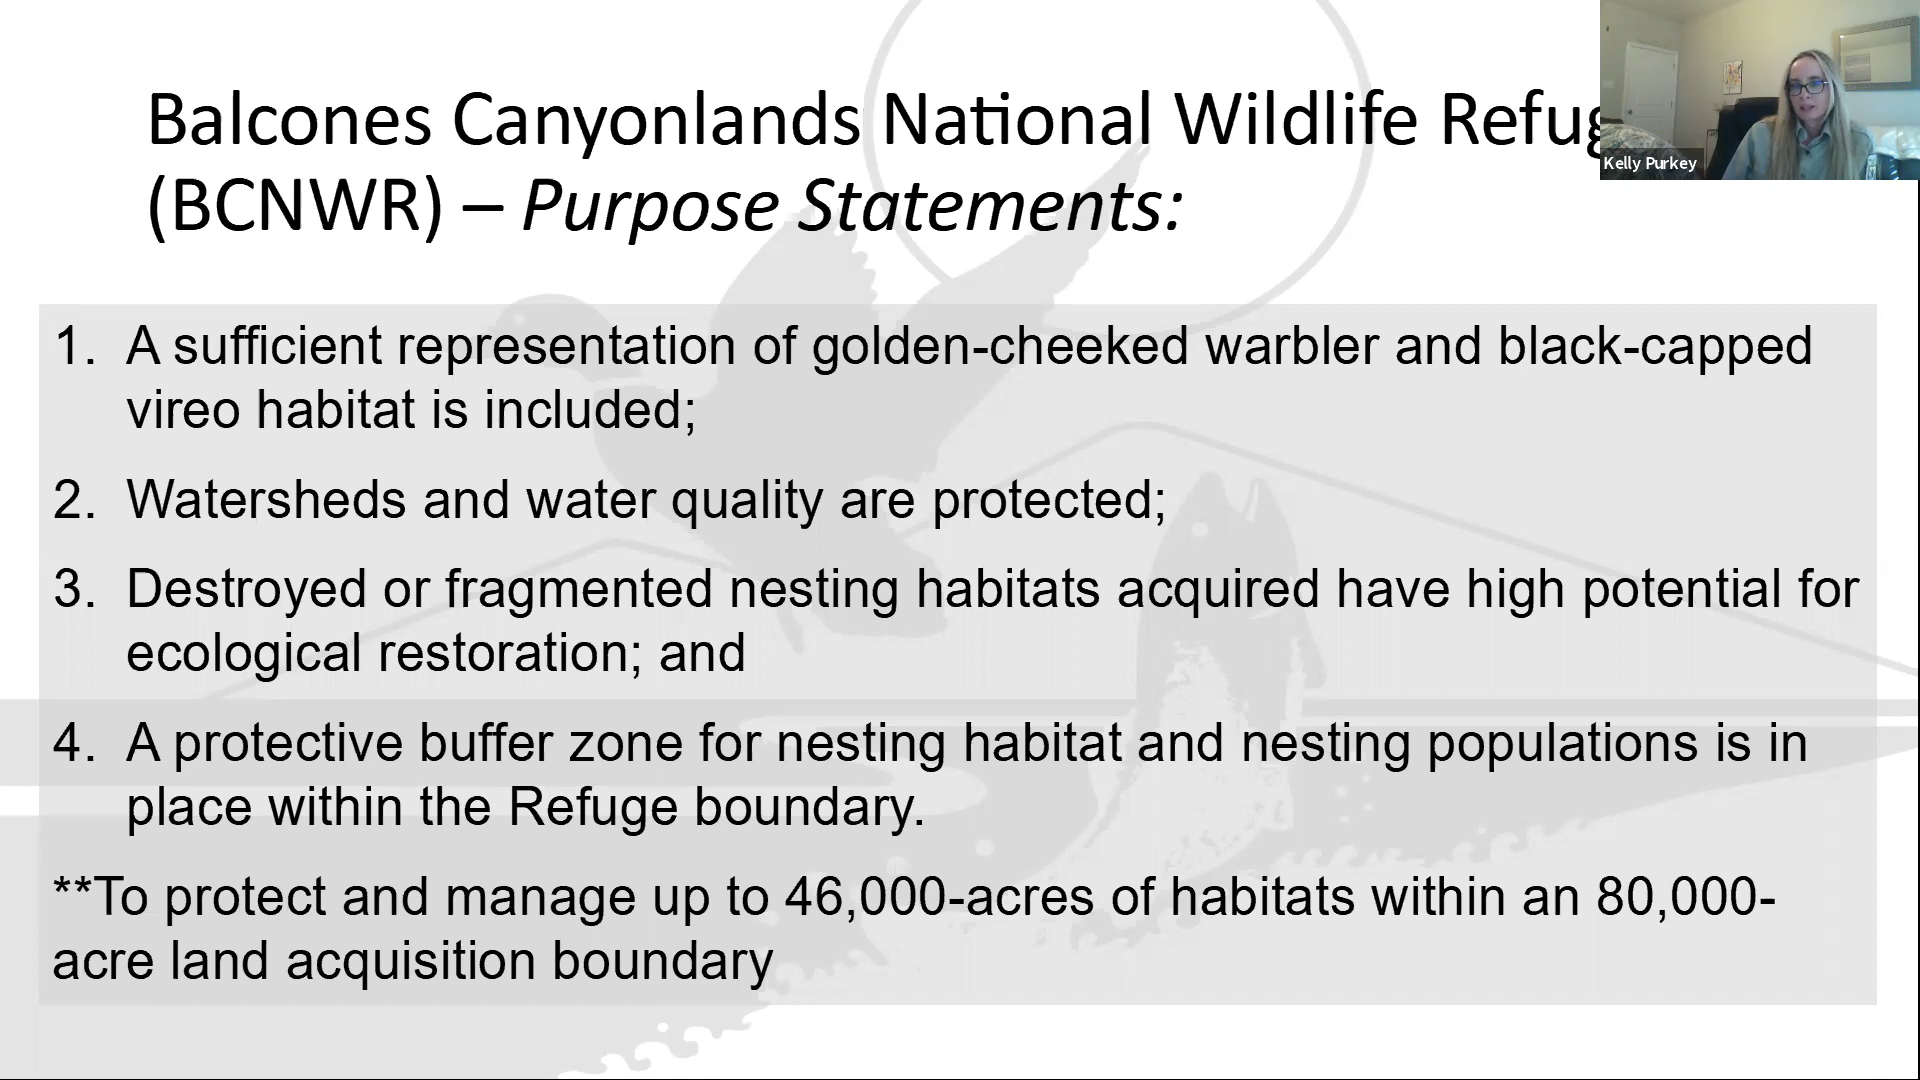 Balcones Canyonlands National Wildlife
(BCNWR) – Purpose Statements:
Kelly Purkey
1. A sufficient representation of golden-cheeked warbler and black-capped
vireo habitat is included;
2. Watersheds and water quality are protected;
3. Destroyed or fragmented nesting habitats acquired have high potential for
ecological restoration; and
4. A protective buffer zone for nesting habitat and nesting populations is in
place within the Refuge boundary.
**To protect and manage up to 46,000-acres of habitats within an 80,000-
acre land acquisition boundary